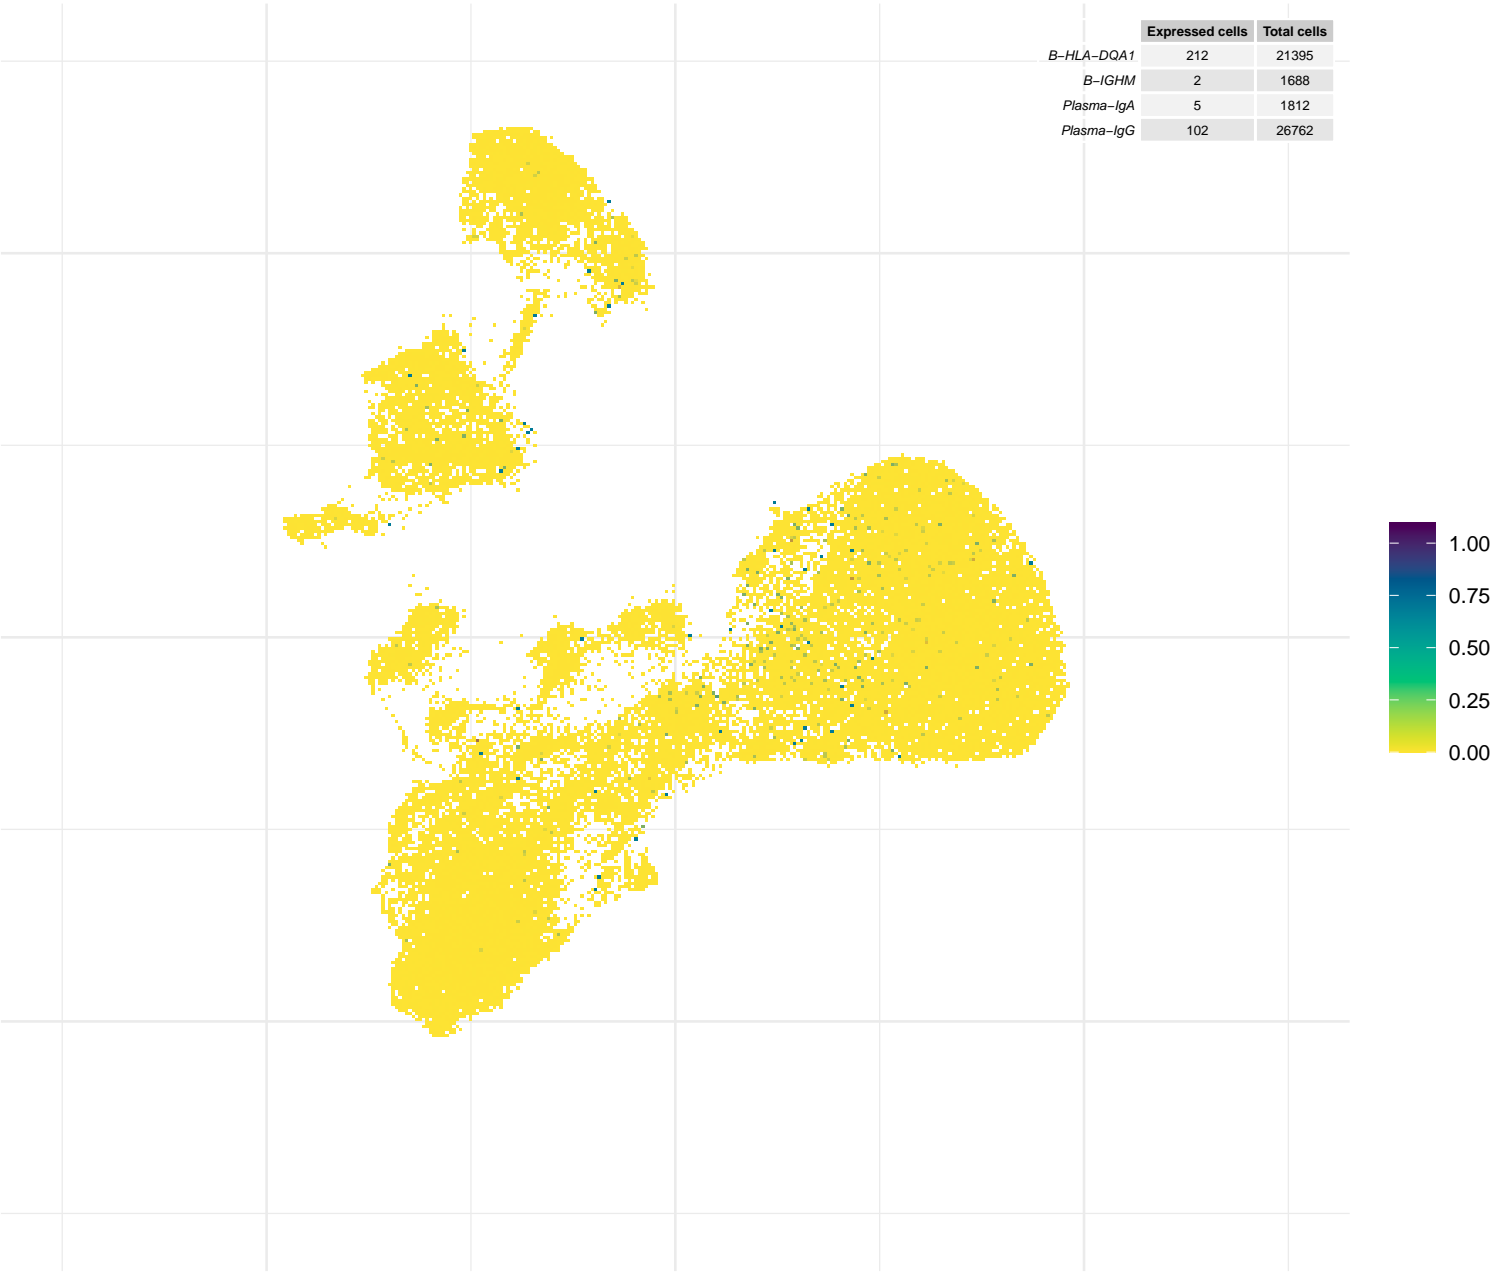 Expressed cells Total cells
B−HLA−DQA1 212 21395
B−IGHM 2 1688
Plasma−IgA 5 1812
Plasma−IgG 102 26762
1.00
0.75
0.50
0.25
0.00